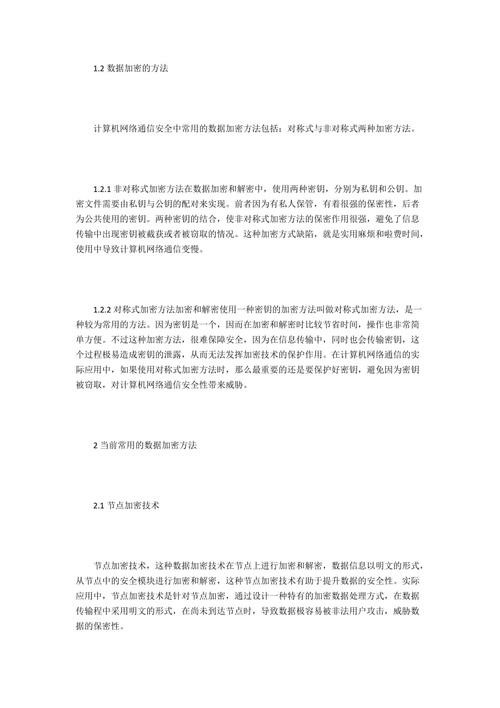 1.2 数据加密的方法
计算机网络通信安全中常用的数据加密方法包括：对称式与非对称式两种加密方法。
1.2.1 非对称式加密方法在数据加密和解密中，使用两种密钥，分别为私钥和公钥。加
密文件需要由私钥与公钥的配对来实现。前者因为有私人保管，有着很强的保密性，后者
为公共使用的密钥。两种密钥的结合，使非对称式加密方法的保密作用很强，避免了信息
传输中出现密钥被截获或者被窃取的情况。这种加密方式缺陷，就是实用麻烦和啦费时间，
使用中导致计算机网络通信变慢。
1.2.2 对称式加密方法加密和解密使用一种密钥的加密方法叫做对称式加密方法，是一
种较为常用的方法。因为密钥是一个，因而在加密和解密时比较节省时间，操作也非常简
单方便。不过这种加密方法，很难保障安全，因为在信息传输中，同时也会传输密钥，这
个过程极易造成密钥的泄露，从而无法发挥加密技术的保护作用。在计算机网络通信的实
际应用中，如果使用对称式加密方法时，那么最重要的还是要保护好密钥，避免因为密钥
被窃取，对计算机网络通信安全性带来威胁。
2 当前常用的数据加密方法
2.1 节点加密技术
节点加密技术，这种数据加密技术在节点上进行加密和解密，数据信息以明文的形式，
从节点中的安全模块进行加密和解密，这种节点加密技术有助于提升数据的安全性。实际
应用中，节点加密技术是针对节点加密，通过设计一种特有的加密数据处理方式，在数据
传输程中采用明文的形式，在尚未到达节点时，导致数据极容易被非法用户攻击，威胁数
据的保密性。